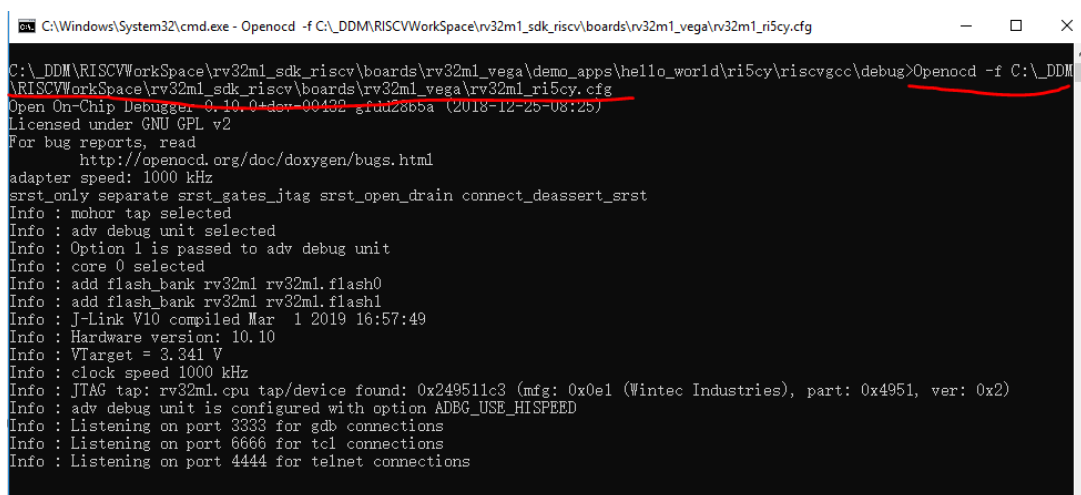 C:\Windows\System32\cmd.exe - Openocd -f C:\_DDM\RISCVWorkSpace\rv32m1_sdk_riscv\boards\rv32m1_vega\rv32m1_ri5cy.cfg
C:\_DDM\RISCVWorkSpace\rv32m1_sdk_riscv\boards\rv32m1_vega\demo_apps\hello_world\ri5cy\riscvgcc\debug>Openocd -f C:\_DDM
\RISCVWorkSpace\rv32m1_sdk_riscv\boards\rv32m1_vega\rv32m1_ri5cy.cfg
Open On-Chip Debugger 0.10.0+dev-00432-gfdd28b5a (2018-12-25-08:25)
Licensed under GNU GPL v2
For bug reports, read
http://openocd.org/doc/doxygen/bugs.html
adapter speed: 1000 kHz
srst_only separate srst_gates_jtag srst_open_drain connect_deassert_srst
Info : mohor tap selected
Info : adv debug unit selected
Info : Option 1 is passed to adv debug unit
Info : core 0 selected
Info : add flash_bank rv32m1 rv32m1.flash0
Info : add flash_bank rv32m1 rv32m1.flash1
Info : J-Link V10 compiled Mar  1 2019 16:57:49
Info : Hardware version: 10.10
Info : VTarget = 3.341 V
Info : clock speed 1000 kHz
Info : JTAG tap: rv32m1.cpu tap/device found: 0x249511c3 (mfg: 0x0e1 (Wintec Industries), part: 0x4951, ver: 0x2)
Info : adv debug unit is configured with option ADBG_USE_HISPEED
Info : Listening on port 3333 for gdb connections
Info : Listening on port 6666 for tcl connections
Info : Listening on port 4444 for telnet connections